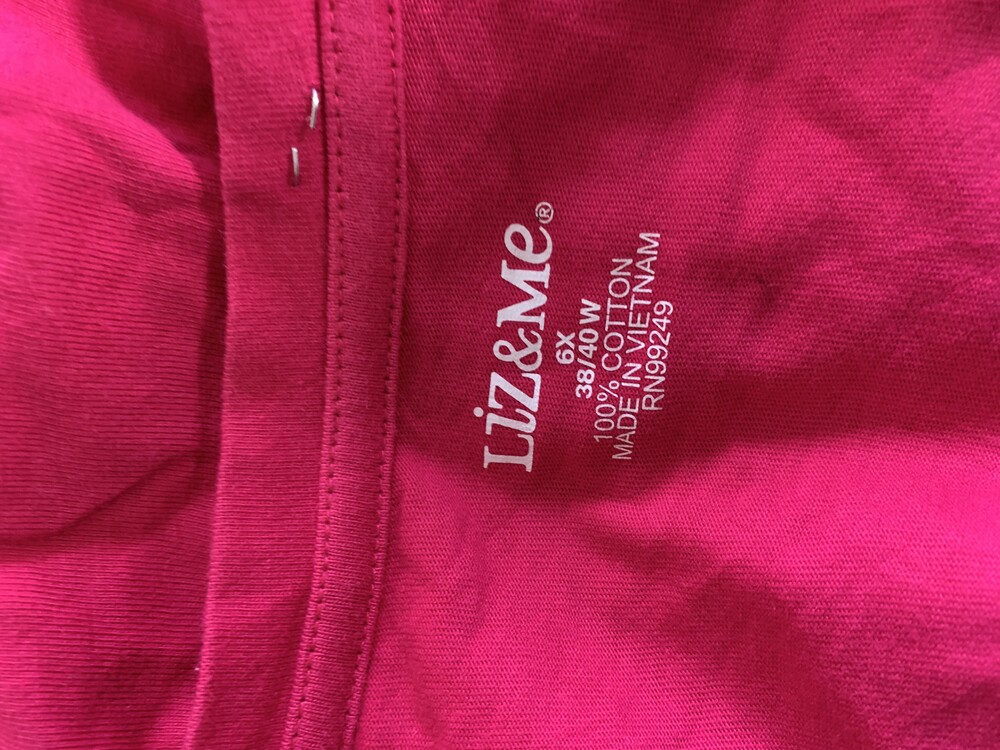 Liz&Me®
6X
38/40 W
100% COTTON
MADE IN VIETNAM
RN99249